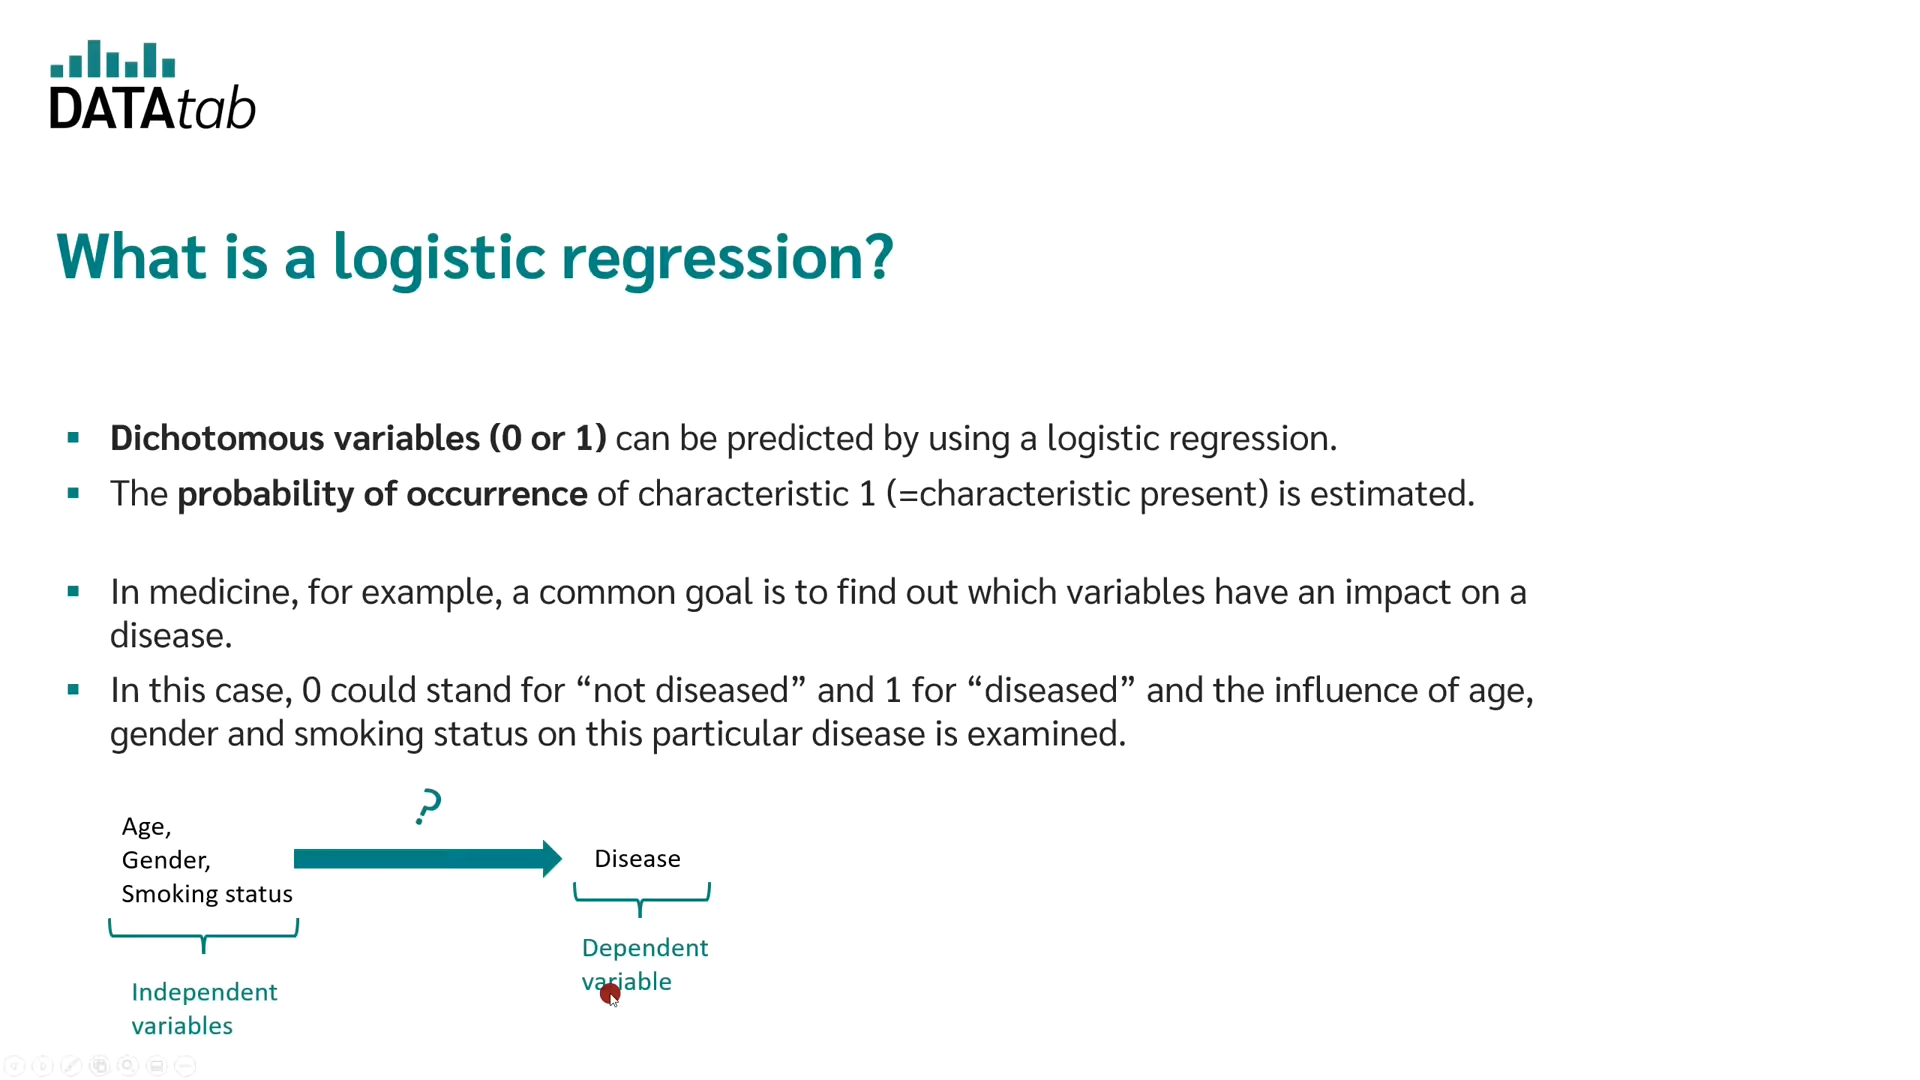 DATAtab
What is a logistic regression?
▪ Dichotomous variables (0 or 1) can be predicted by using a logistic regression.
▪ The probability of occurrence of characteristic 1 (=characteristic present) is estimated.
▪ In medicine, for example, a common goal is to find out which variables have an impact on a
disease.
▪ In this case, 0 could stand for “not diseased” and 1 for “diseased” and the influence of age,
gender and smoking status on this particular disease is examined.
?
Age,
Gender,
Smoking status
Disease
Independent
variables
Dependent
variable